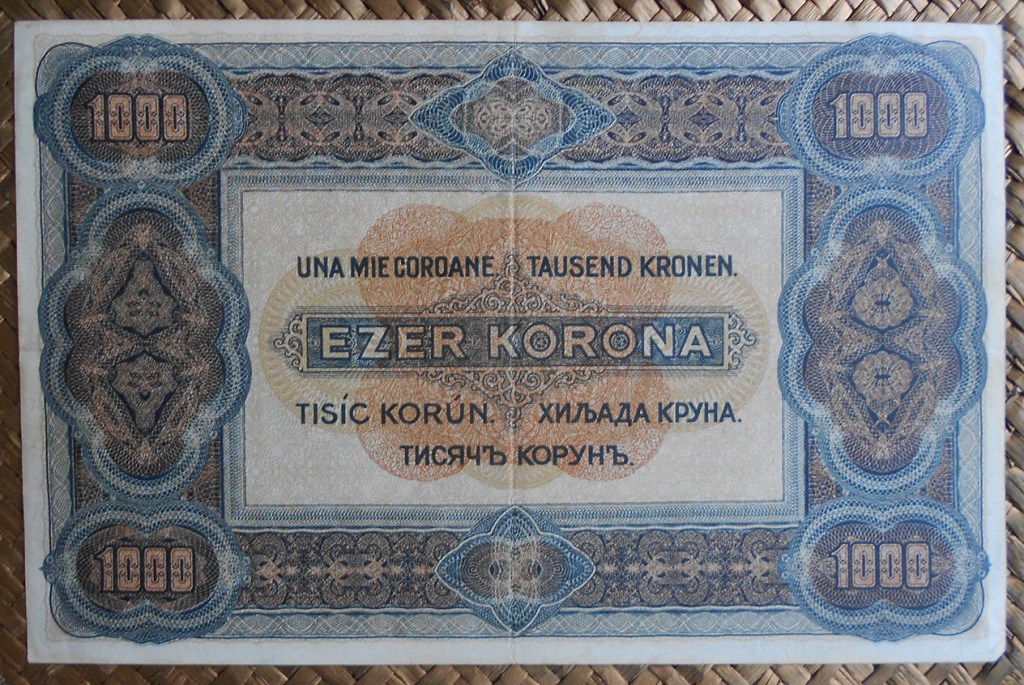 1000 1000
UNA MIE COROANE TAUSEND KRONEN.
EZER KORONA
TISÍC KORÚN. ХИЉАДА КРУНА.
ТИСЯЧЪ КОРУНЪ.
1000 1000